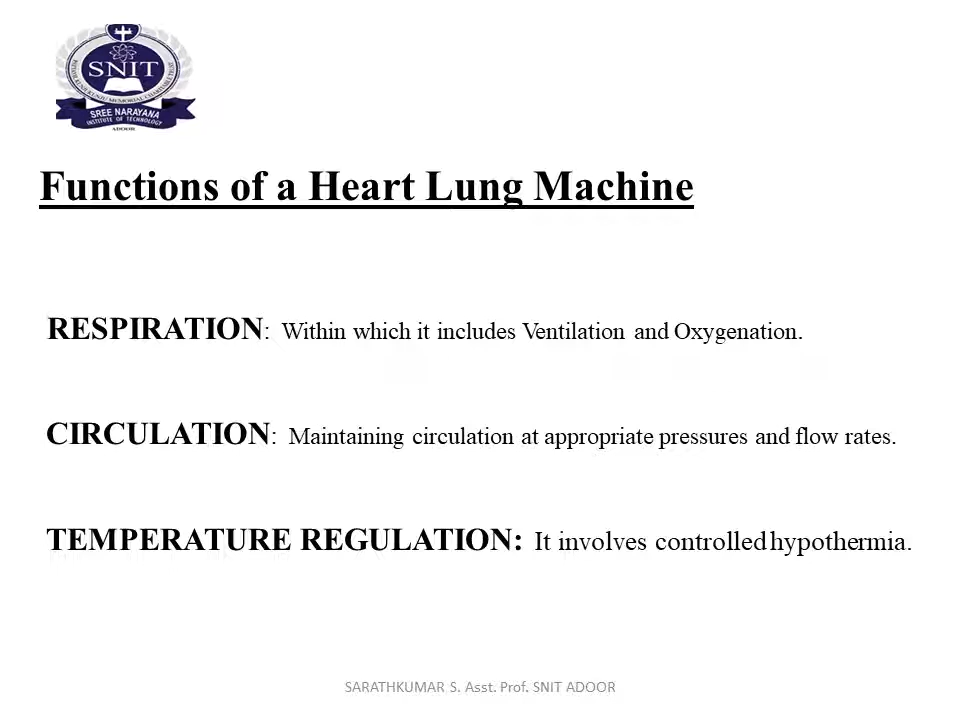 SNIT
SREE NARAYANA
INSTITUTE OF TECHNOLOGY
ADOOR
Functions of a Heart Lung Machine
RESPIRATION: Within which it includes Ventilation and Oxygenation.
CIRCULATION: Maintaining circulation at appropriate pressures and flow rates.
TEMPERATURE REGULATION: It involves controlled hypothermia.
SARATHKUMAR S. Asst. Prof. SNIT ADOOR